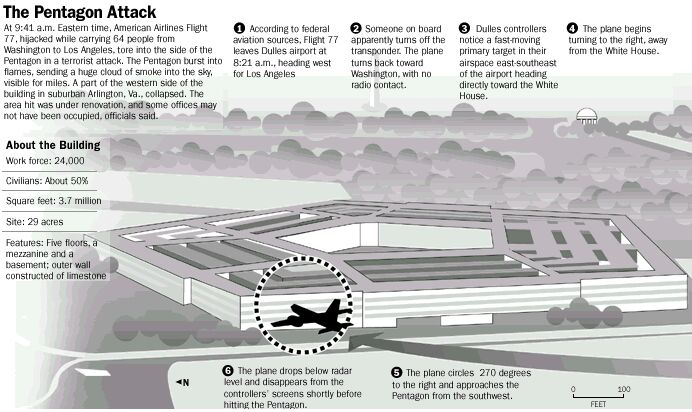 The Pentagon Attack
At 9:41 a.m. Eastern time, American Airlines Flight
77, hijacked while carrying 64 people from
Washington to Los Angeles, tore into the side of the
Pentagon in a terrorist attack. The Pentagon burst into
flames, sending a huge cloud of smoke into the sky,
visible for miles. A part of the western side of the
building in suburban Arlington, Va., collapsed. The
area hit was under renovation, and some offices may
not have been occupied, officials said.
About the Building
Work force: 24,000
Civilians: About 50%
Square feet: 3.7 million
Site: 29 acres
Features: Five floors, a
mezzanine and a
basement; outer wall
constructed of limestone
1 According to federal
aviation sources, Flight 77
leaves Dulles airport at
8:21 a.m., heading west
for Los Angeles
2 Someone on board
apparently turns off the
transponder. The plane
turns back toward
Washington, with no
radio contact.
3 Dulles controllers
notice a fast-moving
primary target in their
airspace east-southeast
of the airport heading
directly toward the White
House.
4 The plane begins
turning to the right, away
from the White House.
5 The plane circles 270 degrees
to the right and approaches the
Pentagon from the southwest.
6 The plane drops below radar
level and disappears from the
controllers' screens shortly before
hitting the Pentagon.
N
0 100
FEET